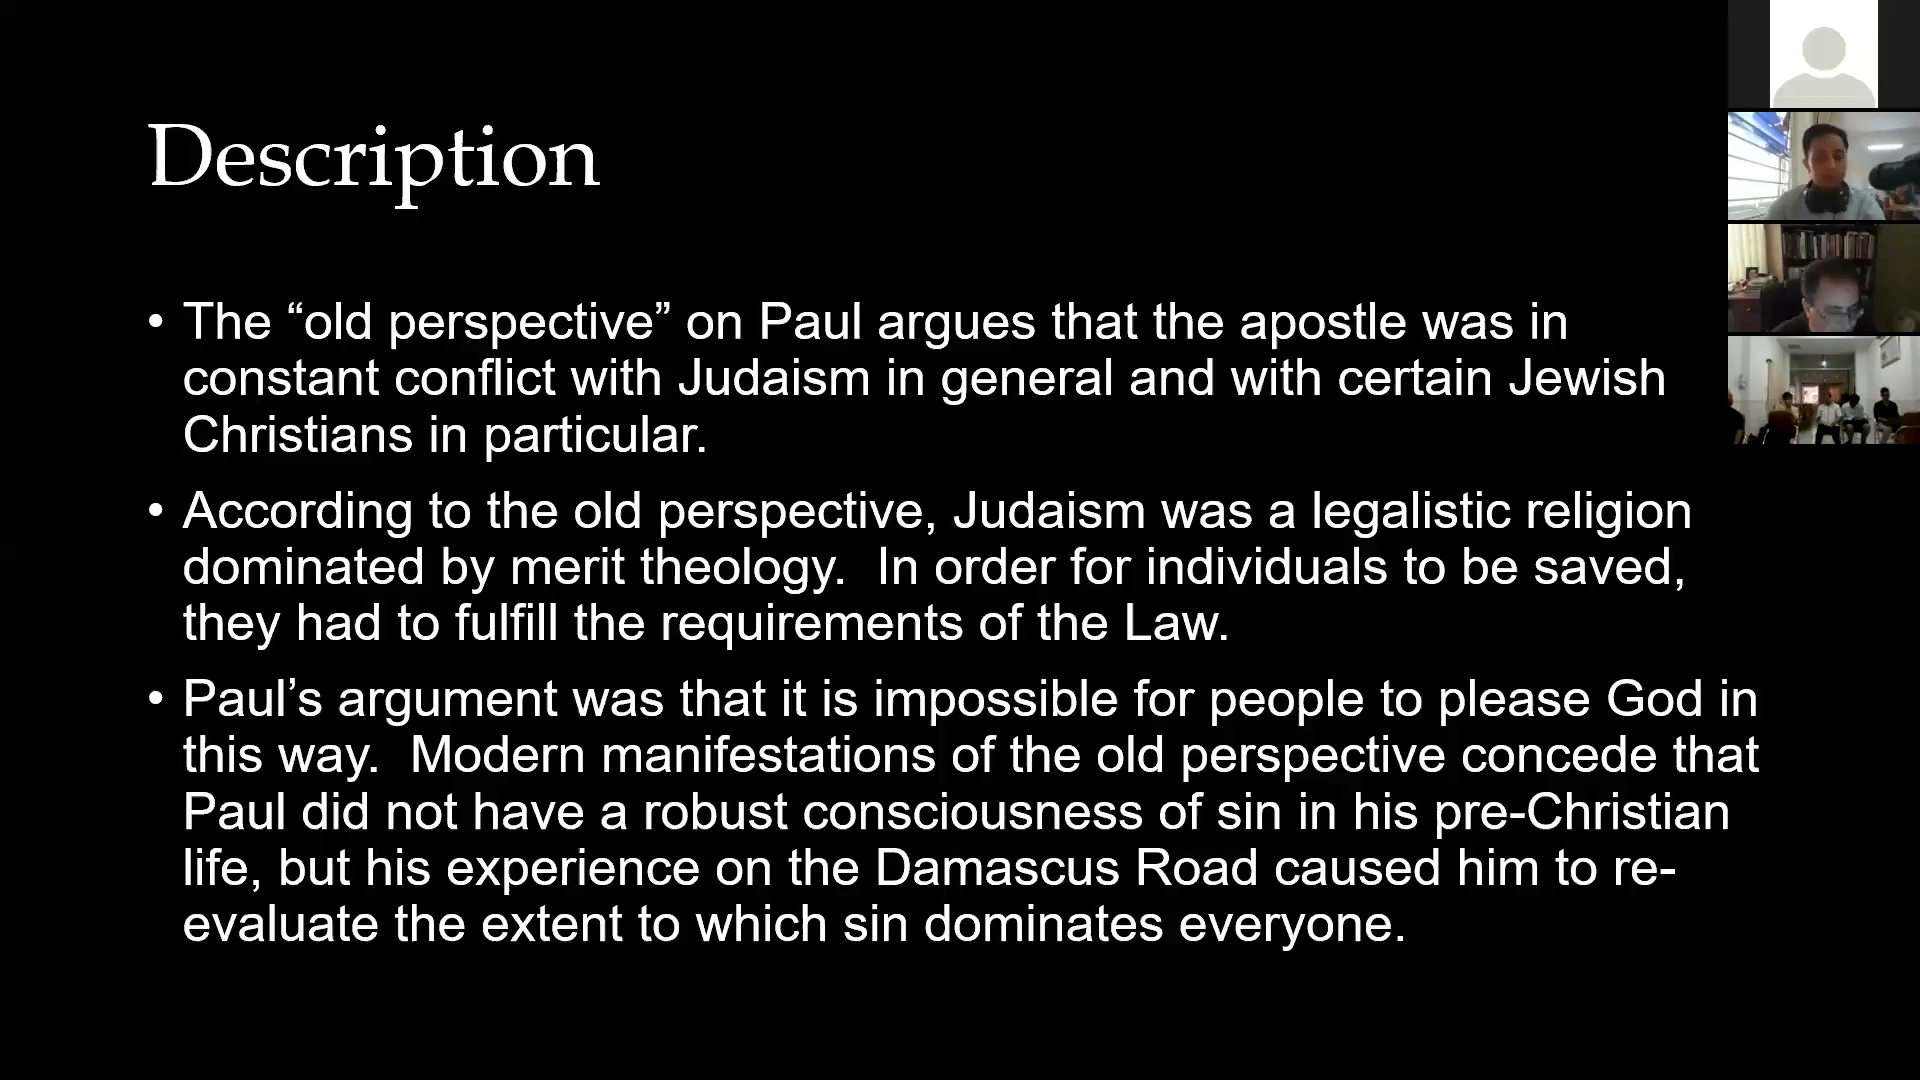 Description
• The “old perspective” on Paul argues that the apostle was in
constant conflict with Judaism in general and with certain Jewish
Christians in particular.
• According to the old perspective, Judaism was a legalistic religion
dominated by merit theology.  In order for individuals to be saved,
they had to fulfill the requirements of the Law.
• Paul’s argument was that it is impossible for people to please God in
this way.  Modern manifestations of the old perspective concede that
Paul did not have a robust consciousness of sin in his pre-Christian
life, but his experience on the Damascus Road caused him to re-
evaluate the extent to which sin dominates everyone.